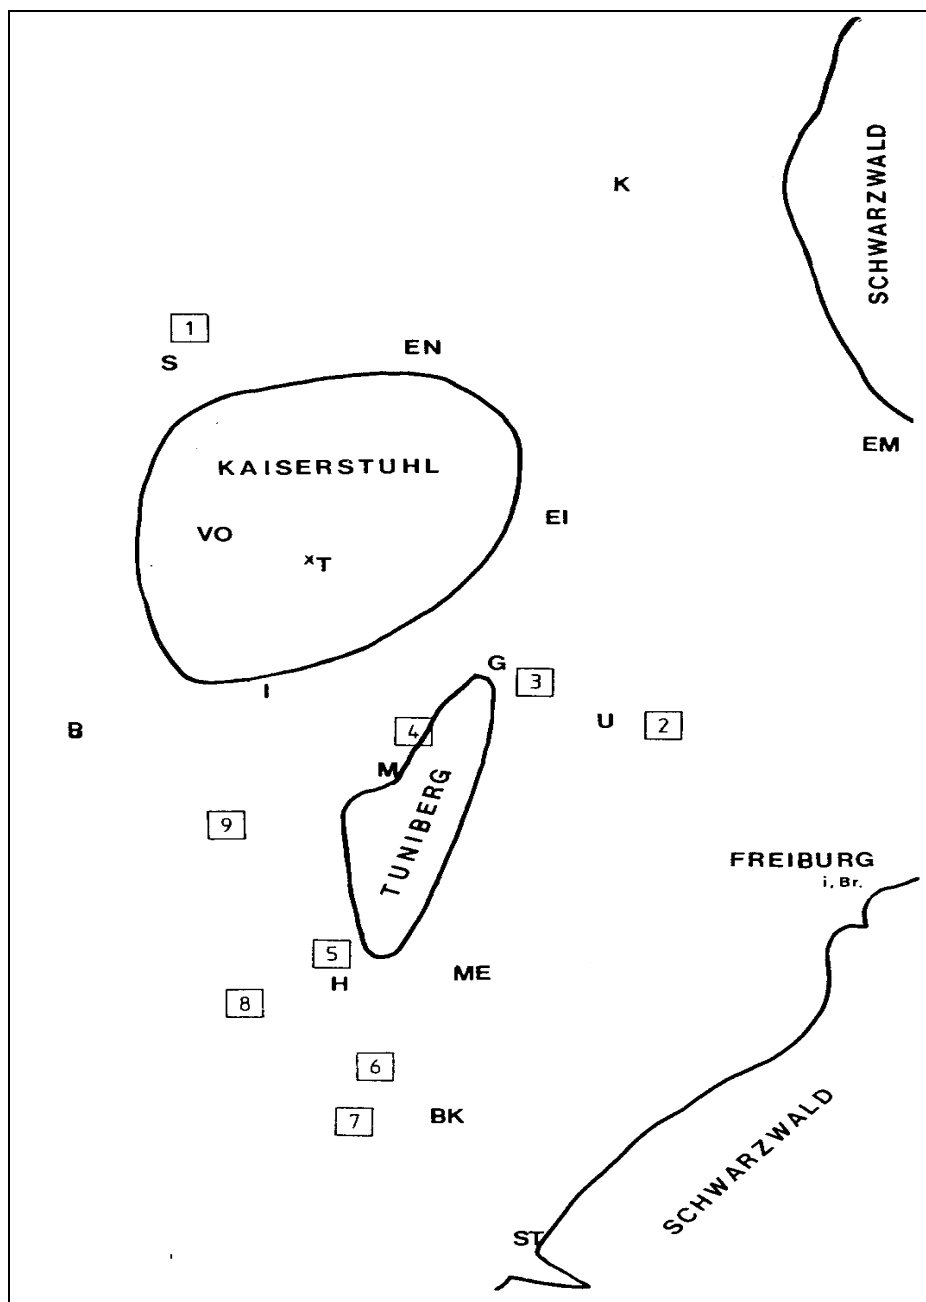 SCHWARZWALD
K
1
S
EN
EM
KAISERSTUHL
EI
VO
xT
G
3
I
B
4
U
2
M
TUNIBERG
9
FREIBURG
i, Br.
5
H
ME
8
6
7
BK
SCHWARZWALD
ST